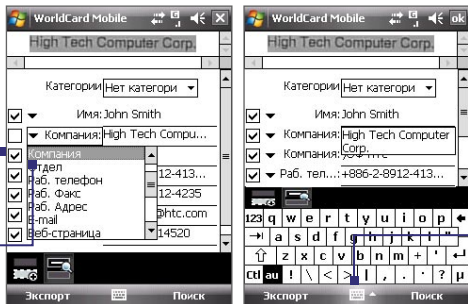 WorldCard Mobile
High Tech Computer Corp.
Категории Нет категори
Имя: John Smith
Компания: High Tech Compu...
Компания
Отдел
Раб. телефон
Раб. Факс
Раб. Адрес
E-mail
Веб-страница
12-413...
12-4235
@htc.com
14520
Экспорт Поиск
WorldCard Mobile ok
High Tech Computer Corp.
Категории Нет категори
Имя: John Smith
Компания: High Tech Computer
Corp.
Компания:
Раб. тел...: +886-2-8912-413...
123 q w e r t y u i o p
a s d f g h j k l "
z x c v b n m + '
Ctl au ! \ < > | , . · ? µ
Экспорт Поиск